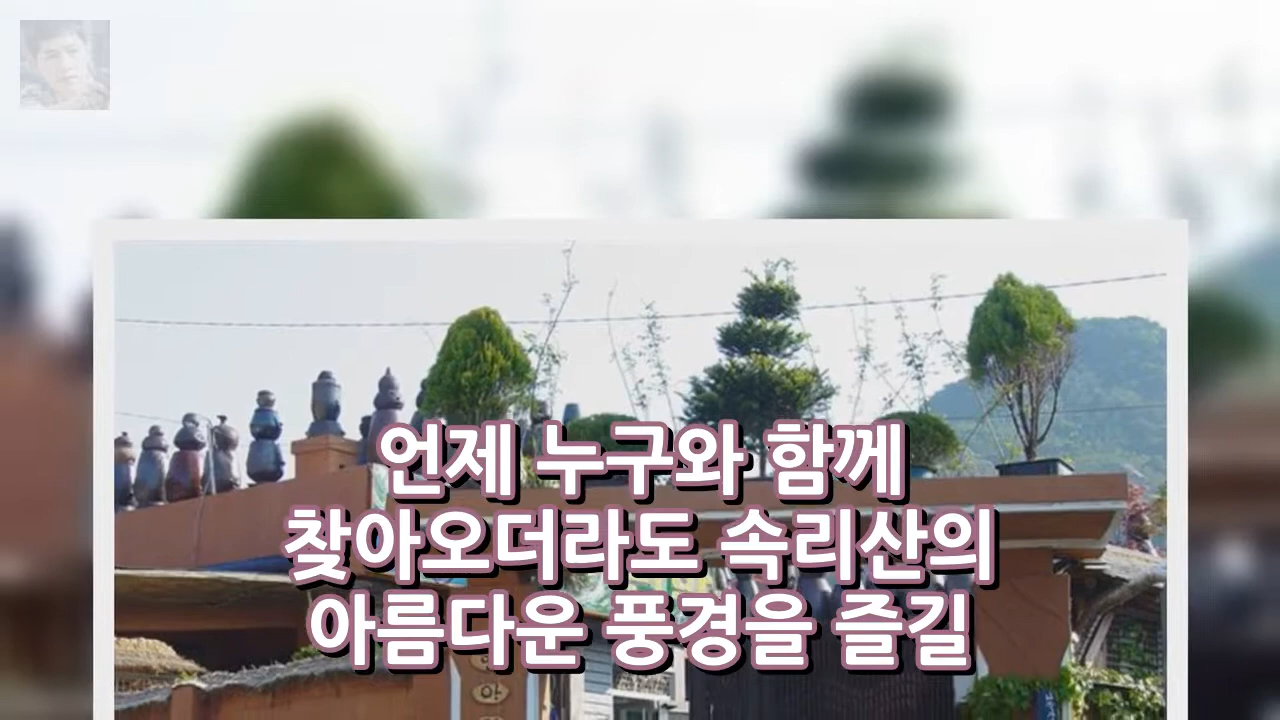 언제 누구와 함께
찾아오더라도 속리산의
아름다운 풍경을 즐길